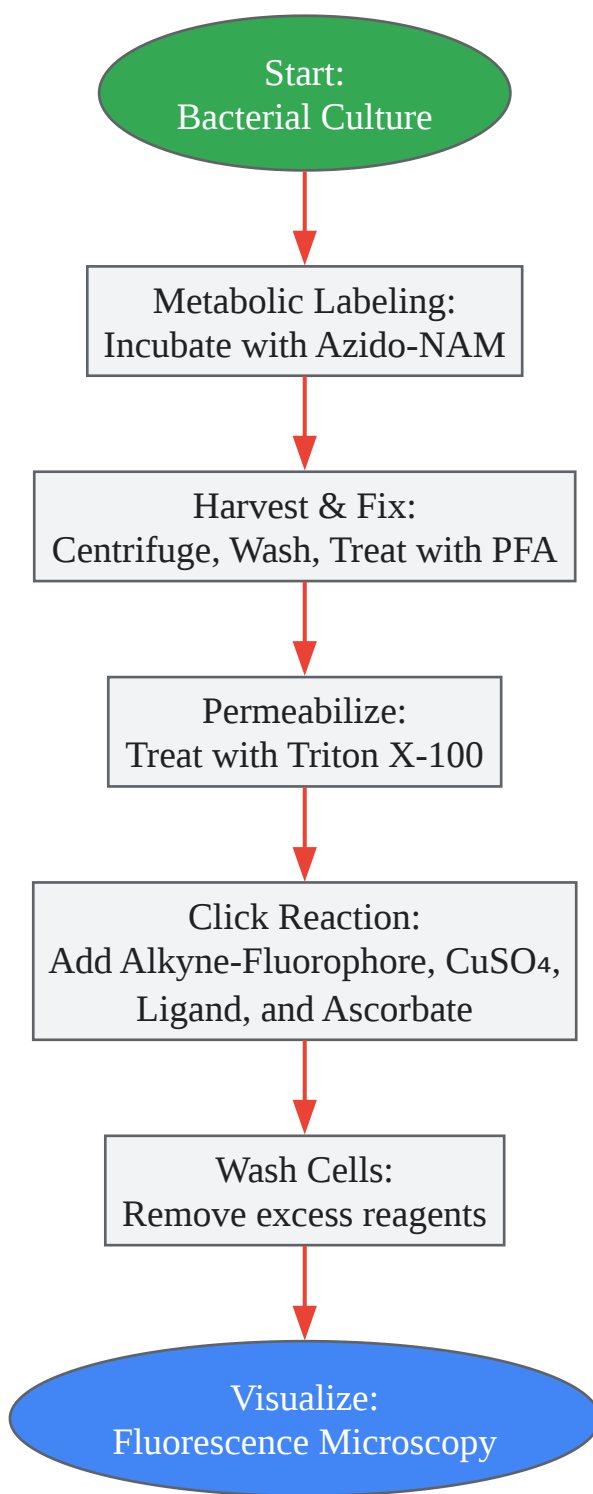 Start:
Bacterial Culture
Metabolic Labeling:
Incubate with Azido-NAM
Harvest & Fix:
Centrifuge, Wash, Treat with PFA
Permeabilize:
Treat with Triton X-100
Click Reaction:
Add Alkyne-Fluorophore, CuSO₄,
Ligand, and Ascorbate
Wash Cells:
Remove excess reagents
Visualize:
Fluorescence Microscopy